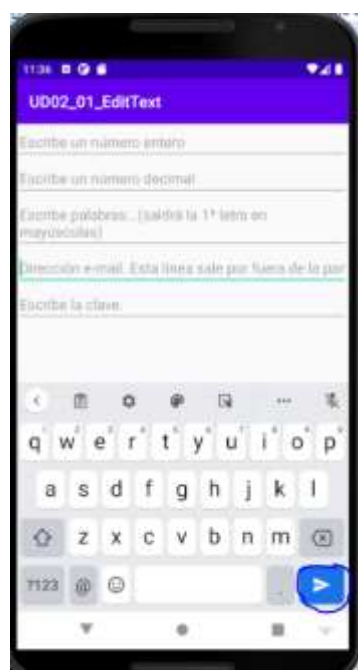 11:36
UD02_01_EditText
Escribe un número entero
Escribe un número decimal
Escribe palabras...(saldrá la 1ª letra en
mayúsculas)
Dirección e-mail. Esta línea sale por fuera de la pan
Escribe la clave.
q w e r t y u i o p
a s d f g h j k l
z x c v b n m
?123 @ .